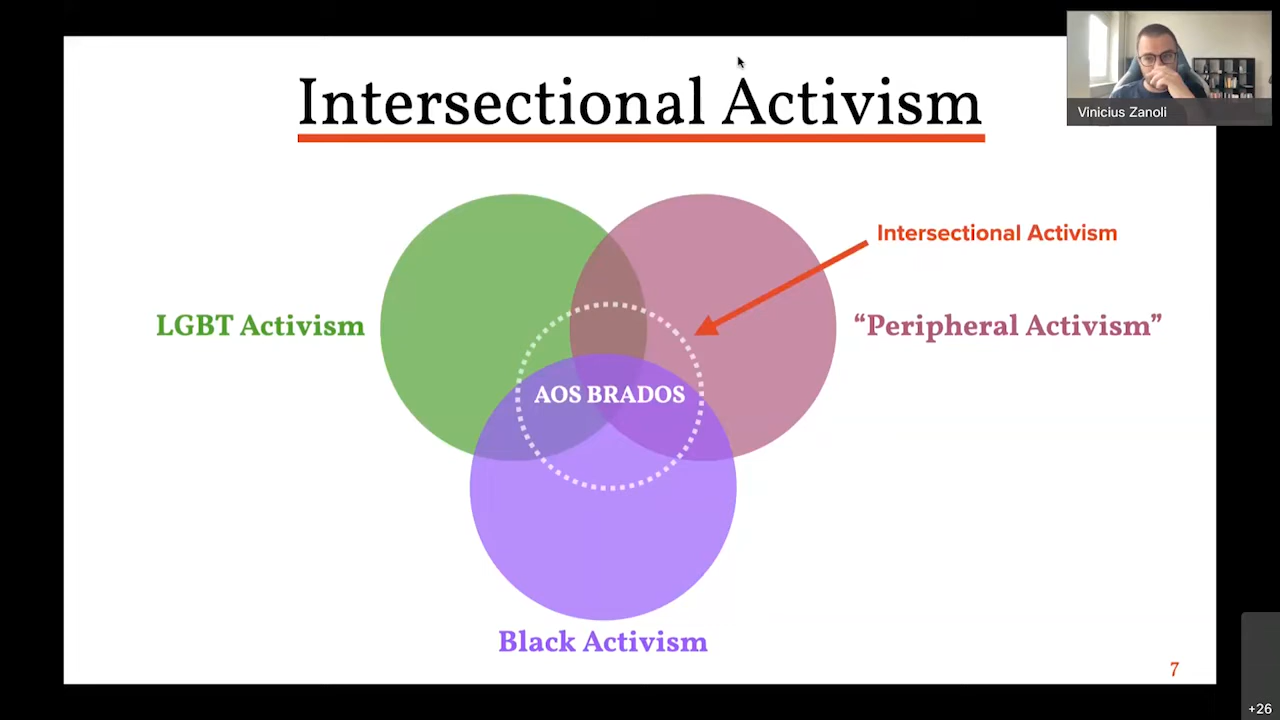 Intersectional Activism
Vinicius Zanoli
Intersectional Activism
LGBT Activism
“Peripheral Activism”
AOS BRADOS
Black Activism
7
+26